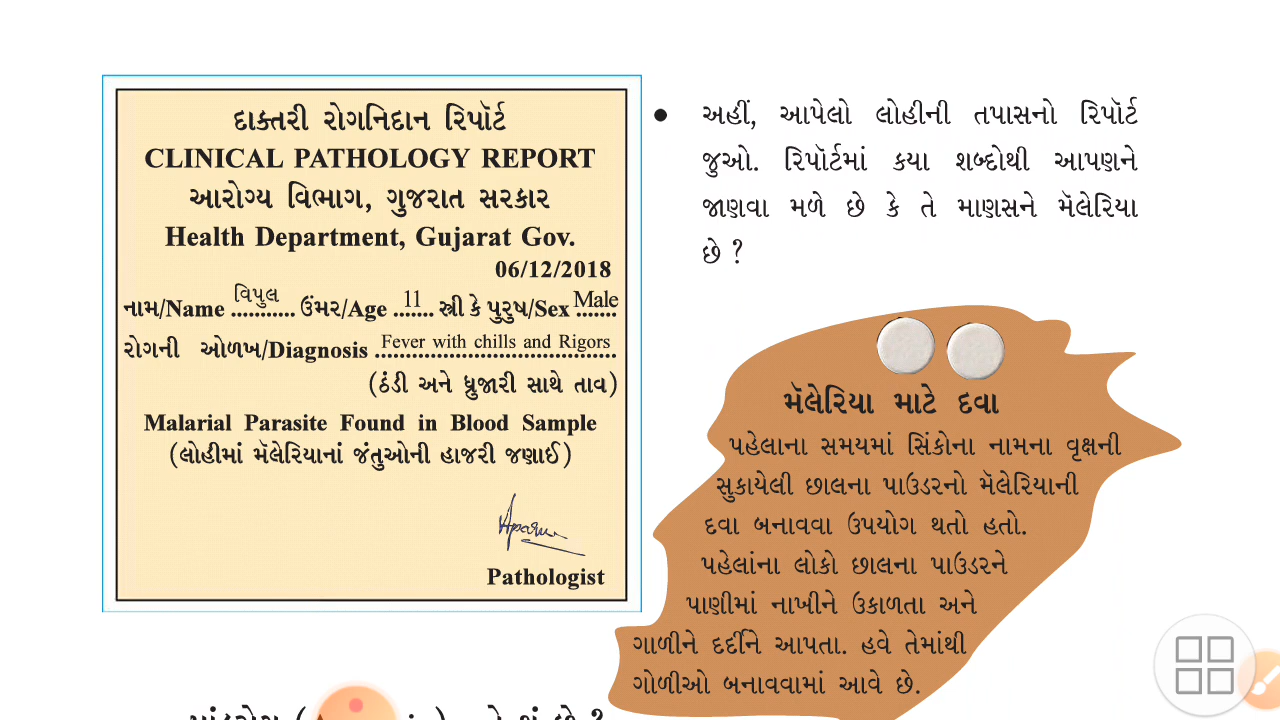 દાક્તરી રોગનિદાન રિપૉર્ટ
CLINICAL PATHOLOGY REPORT
આરોગ્ય વિભાગ, ગુજરાત સરકાર
Health Department, Gujarat Gov.
06/12/2018
નામ/Name વિપુલ ઉંમર/Age 11 સ્ત્રી કે પુરુષ/Sex Male
રોગની ઓળખ/Diagnosis Fever with chills and Rigors
(ઠંડી અને ધ્રુજારી સાથે તાવ)
Malarial Parasite Found in Blood Sample
(લોહીમાં મૅલેરિયાનાં જંતુઓની હાજરી જણાઈ)
Pathologist
• અહીં, આપેલો લોહીની તપાસનો રિપૉર્ટ
જુઓ. રિપૉર્ટમાં કયા શબ્દોથી આપણને
જાણવા મળે છે કે તે માણસને મૅલેરિયા
છે ?
મૅલેરિયા માટે દવા
પહેલાના સમયમાં સિંકોના નામના વૃક્ષની
સુકાયેલી છાલના પાઉડરનો મૅલેરિયાની
દવા બનાવવા ઉપયોગ થતો હતો.
પહેલાંના લોકો છાલના પાઉડરને
પાણીમાં નાખીને ઉકાળતા અને
ગાળીને દર્દીને આપતા. હવે તેમાંથી
ગોળીઓ બનાવવામાં આવે છે.